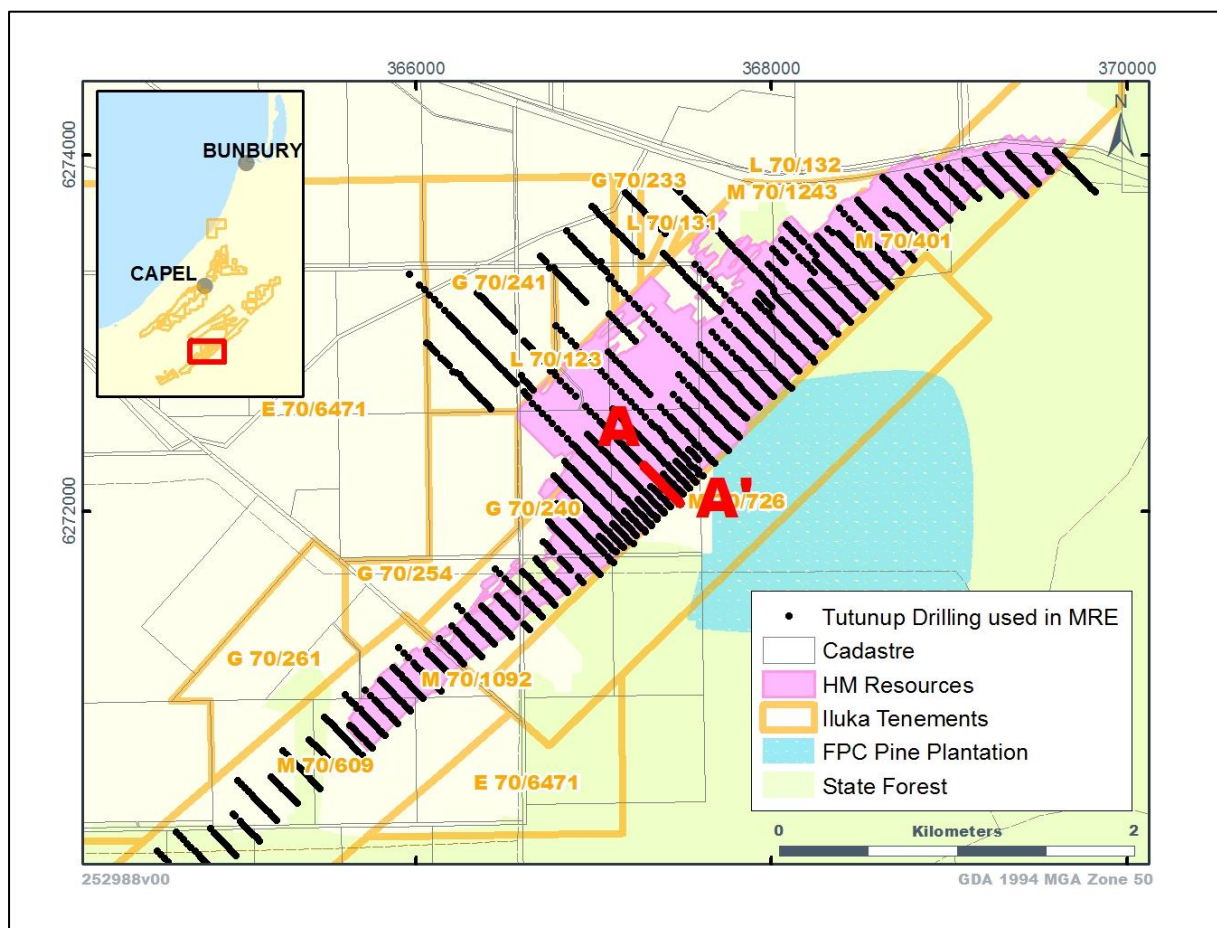 366000
368000
370000
6274000
6272000
N
BUNBURY
CAPEL
L 70/132
G 70/233
M 70/1243
L 70/131
M 70/401
G 70/241
L 70/123
E 70/6471
A
A'
G 70/240
G 70/254
G 70/261
M 70/1092
M 70/609
E 70/6471
Tutunup Drilling used in MRE
Cadastre
HM Resources
Iluka Tenements
FPC Pine Plantation
State Forest
0 Kilometers 2
252988v00
GDA 1994 MGA Zone 50